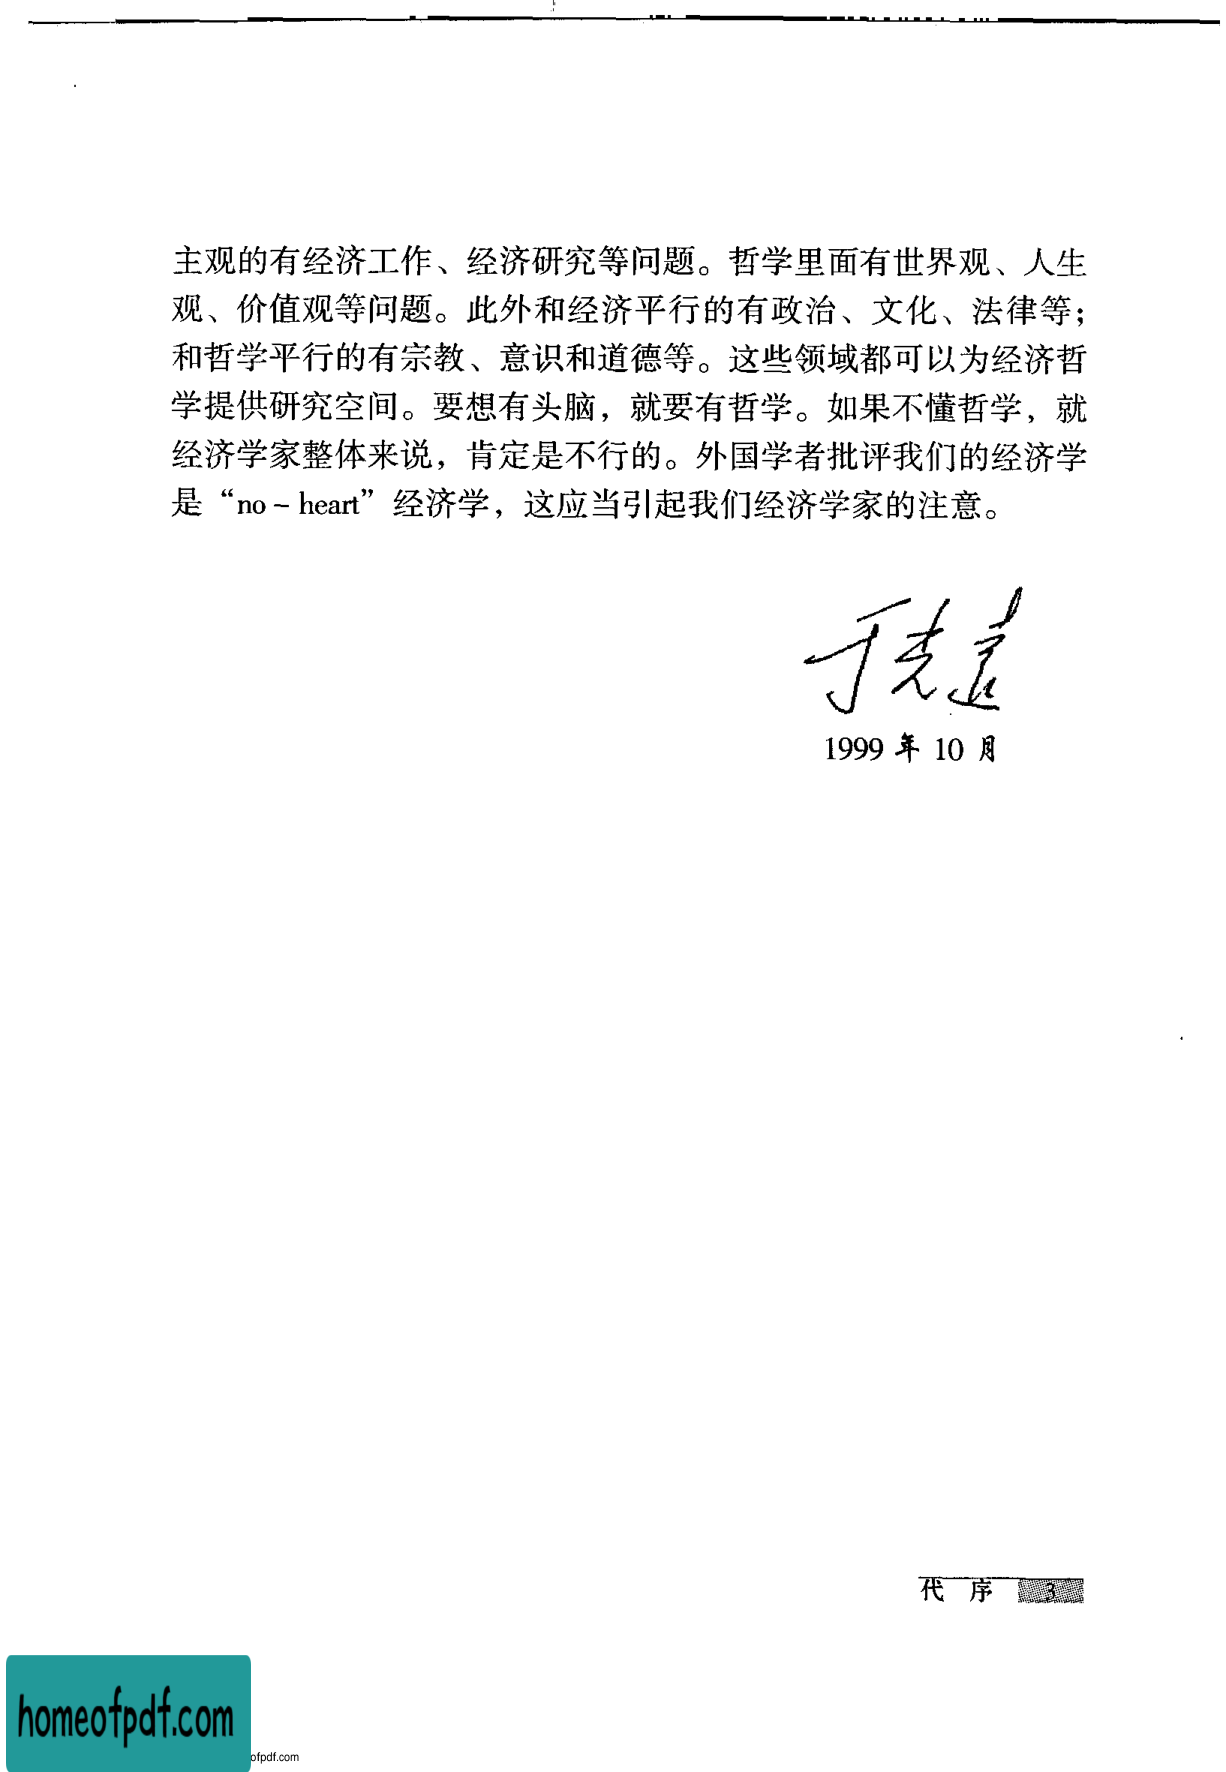 主观的有经济工作、经济研究等问题。哲学里面有世界观、人生
观、价值观等问题。此外和经济平行的有政治、文化、法律等；
和哲学平行的有宗教、意识和道德等。这些领域都可以为经济哲
学提供研究空间。要想有头脑，就要有哲学。如果不懂哲学，就
经济学家整体来说，肯定是不行的。外国学者批评我们的经济学
是“no－heart”经济学，这应当引起我们经济学家的注意。
于光远
1999 年 10 月
代 序 3
homeofpdf.com
ofpdf.com